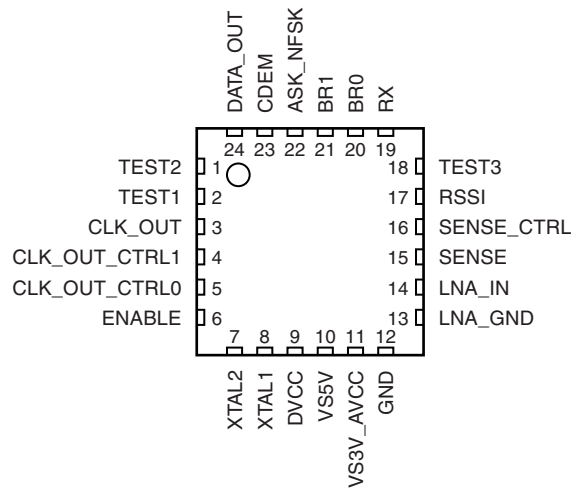 DATA_OUT
CDEM
ASK_NFSK
BR1
BR0
RX
24 23 22 21 20 19
TEST2 1 18 TEST3
TEST1 2 17 RSSI
CLK_OUT 3 16 SENSE_CTRL
CLK_OUT_CTRL1 4 15 SENSE
CLK_OUT_CTRL0 5 14 LNA_IN
ENABLE 6 13 LNA_GND
7 8 9 10 11 12
XTAL2
XTAL1
DVCC
VS5V
VS3V_AVCC
GND